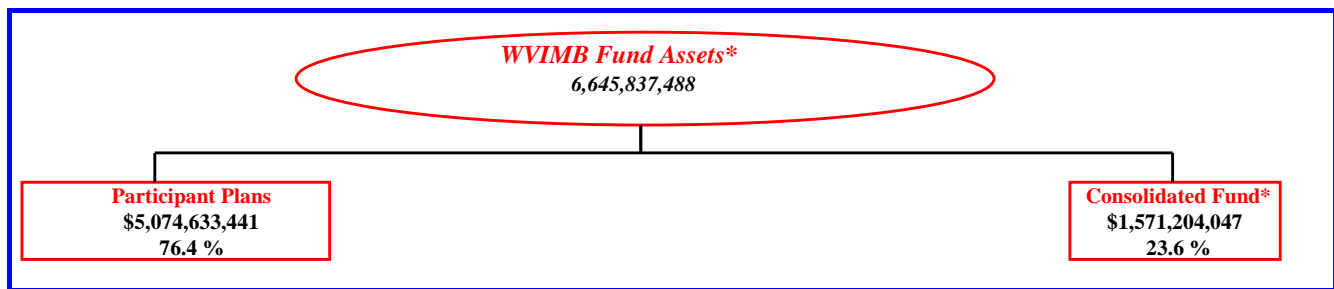 WVIMB Fund Assets*
6,645,837,488
Participant Plans
$5,074,633,441
76.4 %
Consolidated Fund*
$1,571,204,047
23.6 %